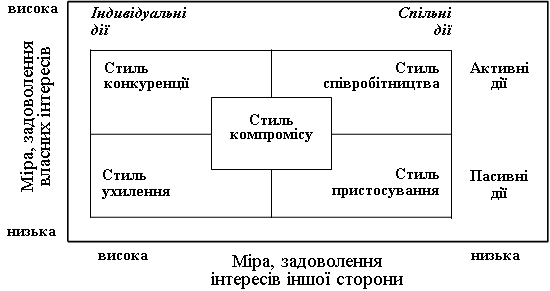 висока
Індивідуальні
дії
Спільні
дії
Міра, задоволення
власних інтересів
Стиль
конкуренції
Стиль
співробітництва
Активні
дії
Стиль
компромісу
Стиль
ухилення
Стиль
пристосування
Пасивні
дії
низька
висока
Міра, задоволення
інтересів іншої сторони
низька